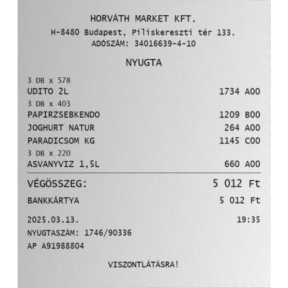 HORVÁTH MARKET KFT.
H-8480 Budapest, Piliskereszti tér 133.
ADÓSZÁM: 34016639-4-10
NYUGTA
3 DB x 578
UDITO 2L 1734 A00
3 DB x 403
PAPIRZSEBKENDO 1209 B00
JOGHURT NATUR 264 A00
PARADICSOM KG 1145 C00
3 DB x 220
ASVANYVIZ 1,5L 660 A00
VÉGÖSSZEG: 5 012 Ft
BANKKÁRTYA 5 012 Ft
2025.03.13. 19:35
NYUGTASZÁM: 1746/90336
AP A91988804
VISZONTLÁTÁSRA!